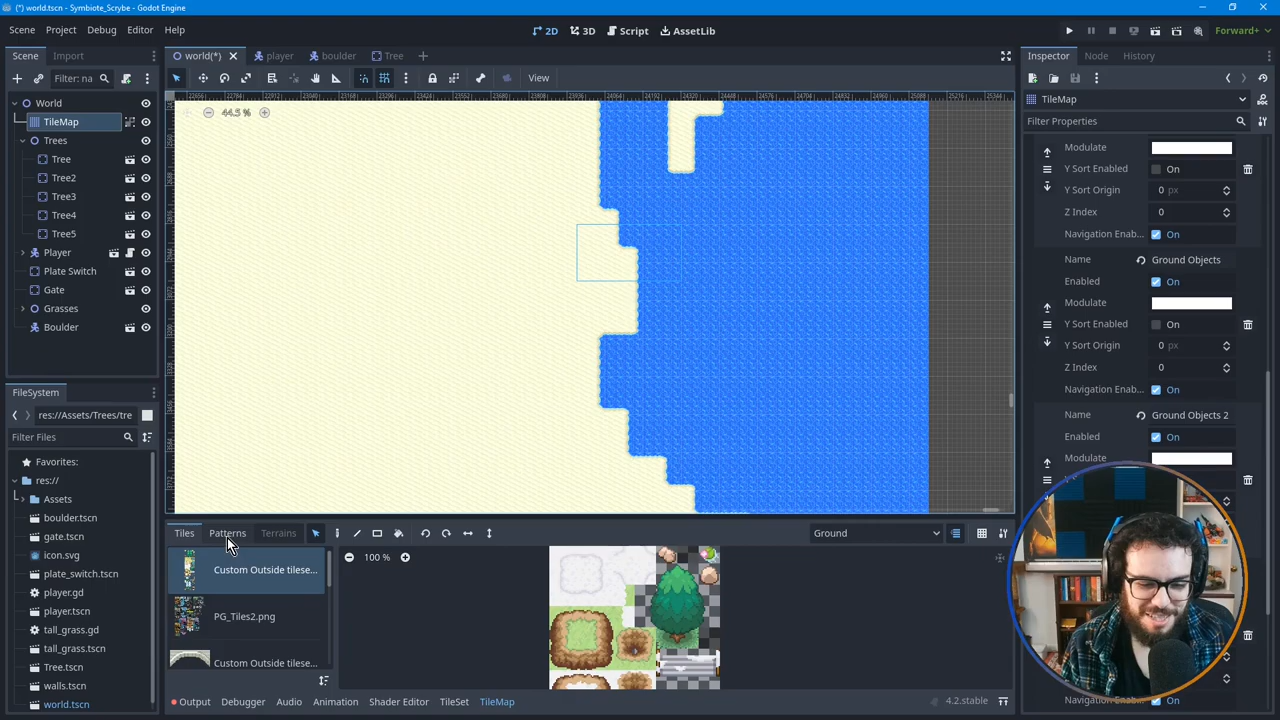 (*) world.tscn - Symbiote_Scrybe - Godot Engine
Scene Project Debug Editor Help
2D 3D Script AssetLib
Forward+
Scene Import
world(*) player boulder Tree
Inspector Node History
Filter: na
View
TileMap
Filter Properties
World
TileMap
Trees
Tree
Tree2
Tree3
Tree4
Tree5
Player
Plate Switch
Gate
Grasses
Boulder
44.5 %
Modulate
Y Sort Enabled On
Y Sort Origin 0 px
Z Index 0
Navigation Enab... On
Name Ground Objects
Enabled On
Modulate
Y Sort Enabled On
Y Sort Origin 0 px
Z Index 0
Navigation Enab... On
Name Ground Objects 2
Enabled On
Modulate
On
FileSystem
res://Assets/Trees/tre
Filter Files
Favorites:
res://
Assets
boulder.tscn
gate.tscn
icon.svg
plate_switch.tscn
player.gd
player.tscn
tall_grass.gd
tall_grass.tscn
Tree.tscn
walls.tscn
world.tscn
Tiles Patterns Terrains
Ground
Custom Outside tilese...
PG_Tiles2.png
Custom Outside tilese...
100 %
Output Debugger Audio Animation Shader Editor TileSet TileMap
4.2.stable
Navigation Enab... On